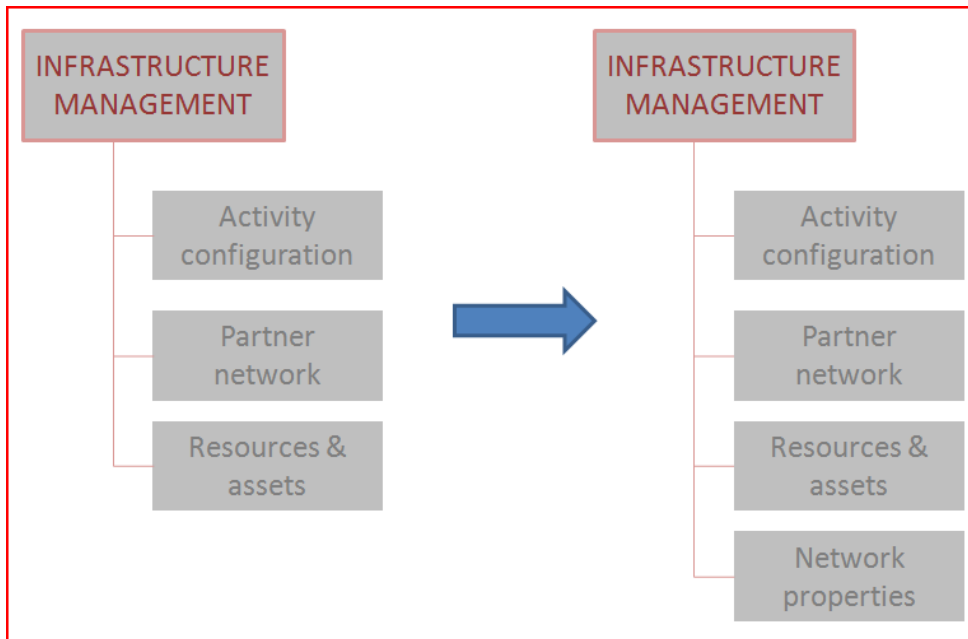 INFRASTRUCTURE
MANAGEMENT
Activity
configuration
Partner
network
Resources &
assets
INFRASTRUCTURE
MANAGEMENT
Activity
configuration
Partner
network
Resources &
assets
Network
properties